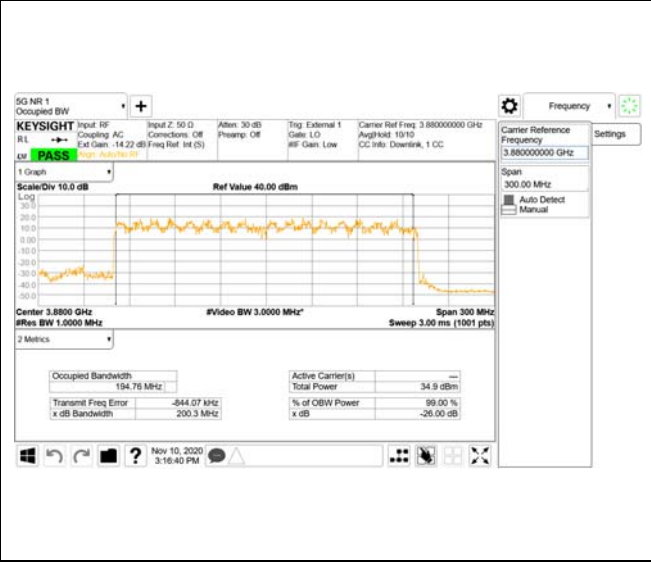 5G NR 1
Occupied BW
+
Frequency
KEYSIGHT Input: RF Input Z: 50 Ω Atten: 30 dB Trig: External 1 Carrier Ref Freq: 3.880000000 GHz
RL Coupling: AC Corrections: Off Preamp: Off Gate: LO Avg|Hold: 10/10
Ext Gain: -14.22 dB Freq Ref: Int (S) #IF Gain: Low CC Info: Downlink, 1 CC
PASS Align: Auto/No RF
Carrier Reference Frequency
3.880000000 GHz
Settings
Span
300.00 MHz
Auto Detect
Manual
1 Graph
Scale/Div 10.0 dB Ref Value 40.00 dBm
Log
30.0
20.0
10.0
0.00
-10.0
-20.0
-30.0
-40.0
-50.0
Center 3.8800 GHz #Video BW 3.0000 MHz* Span 300 MHz
#Res BW 1.0000 MHz Sweep 3.00 ms (1001 pts)
2 Metrics
Occupied Bandwidth
194.76 MHz
Transmit Freq Error -844.07 kHz
x dB Bandwidth 200.3 MHz
Active Carrier(s) —
Total Power 34.9 dBm
% of OBW Power 99.00 %
x dB -26.00 dB
? Nov 10, 2020
3:16:40 PM